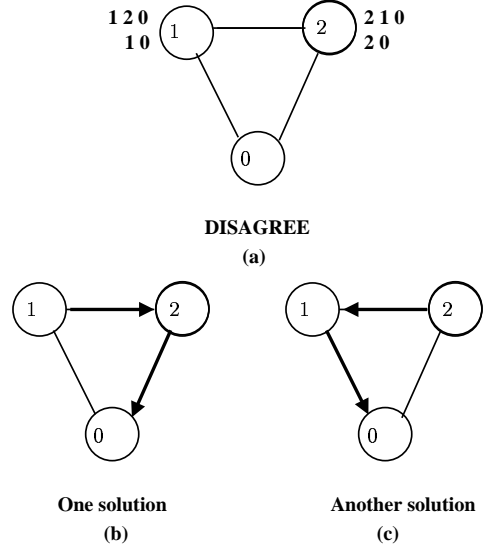 1 2 0
1 0
1
2
2 1 0
2 0
0
DISAGREE
(a)
1
2
0
1
2
0
One solution
(b)
Another solution
(c)